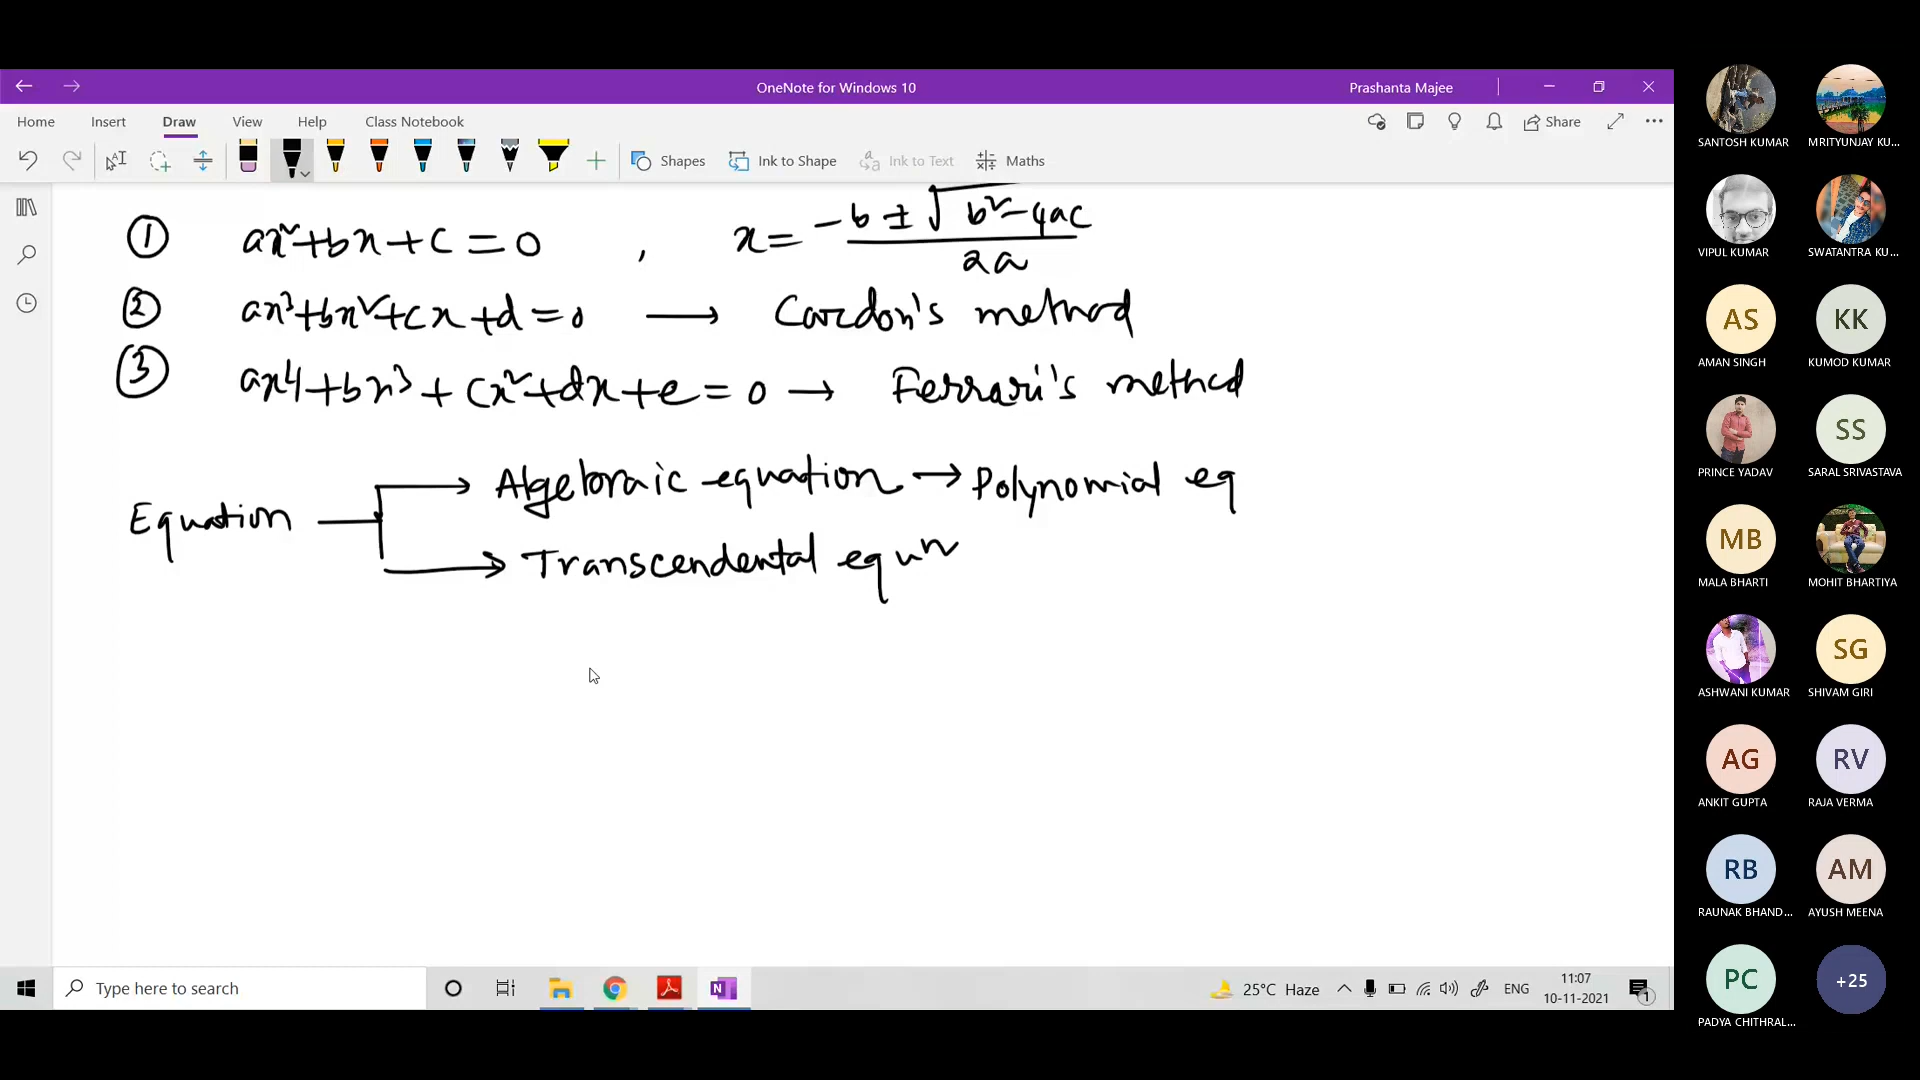 OneNote for Windows 10
Prashanta Majee
Home Insert Draw View Help Class Notebook
Share
Shapes Ink to Shape Ink to Text Maths
① ax²+bx+c=0 , x= -b ± √b²-4ac / 2a
② ax³+bx²+cx+d=0 → Cardon's method
③ ax⁴+bx³+cx²+dx+e=0 → Ferrari's method
Equation → Algebraic equation → Polynomial eq
→ Transcendental equⁿ
SANTOSH KUMAR MRITYUNJAY KU...
VIPUL KUMAR SWATANTRA KU...
AS KK
AMAN SINGH KUMOD KUMAR
SS
PRINCE YADAV SARAL SRIVASTAVA
MB
MALA BHARTI MOHIT BHARTIYA
SG
ASHWANI KUMAR SHIVAM GIRI
AG RV
ANKIT GUPTA RAJA VERMA
RB AM
RAUNAK BHAND... AYUSH MEENA
PC +25
PADYA CHITHRAL...
Type here to search
25°C Haze
ENG
11:07
10-11-2021
1